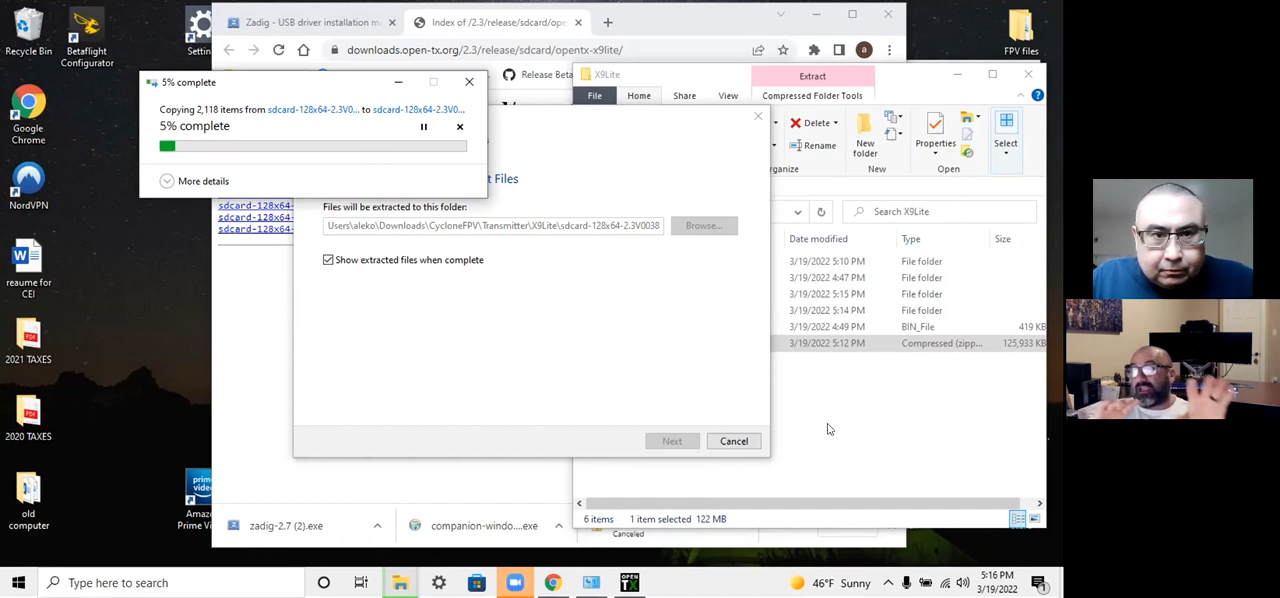 Recycle Bin
Betaflight
Configurator
Settin
Google
Chrome
NordVPN
reaume for
CEI
2021 TAXES
2020 TAXES
old
computer
prime
video
Amaz
Prime Vi
FPV files
Zadig - USB driver installation m
Index of /2.3/release/sdcard/ope
downloads.open-tx.org/2.3/release/sdcard/opentx-x9lite/
a
Release Beta
5% complete
Copying 2,118 items from sdcard-128x64-2.3V0... to sdcard-128x64-2.3V0...
5% complete
More details
sdcard-128x64-
sdcard-128x64-
sdcard-128x64-
t Files
Files will be extracted to this folder:
Users\aleko\Downloads\CycloneFPV\Transmitter\X9Lite\sdcard-128x64-2.3V0038
Browse...
Show extracted files when complete
Next
Cancel
X9Lite
Extract
File
Home
Share
View
Compressed Folder Tools
Delete
Rename
New
folder
Properties
Select
rganize
New
Open
Search X9Lite
Date modified
Type
Size
3/19/2022 5:10 PM
File folder
3/19/2022 4:47 PM
File folder
3/19/2022 5:15 PM
File folder
3/19/2022 5:14 PM
File folder
3/19/2022 4:49 PM
BIN_File
419 KB
3/19/2022 5:12 PM
Compressed (zipp...
125,933 KB
6 items
1 item selected 122 MB
zadig-2.7 (2).exe
companion-windo....exe
Canceled
Type here to search
OPEN
TX
46°F Sunny
5:16 PM
3/19/2022
1